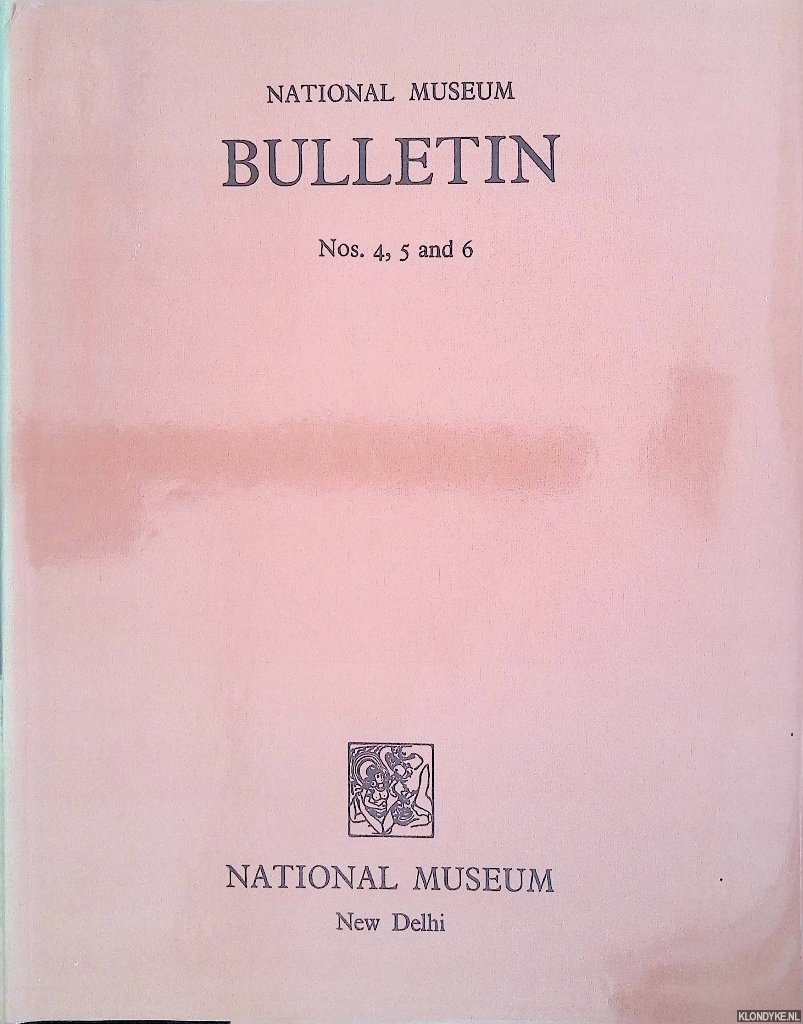 NATIONAL MUSEUM
BULLETIN
Nos. 4, 5 and 6
NATIONAL MUSEUM
New Delhi
KLONDYKE.NL